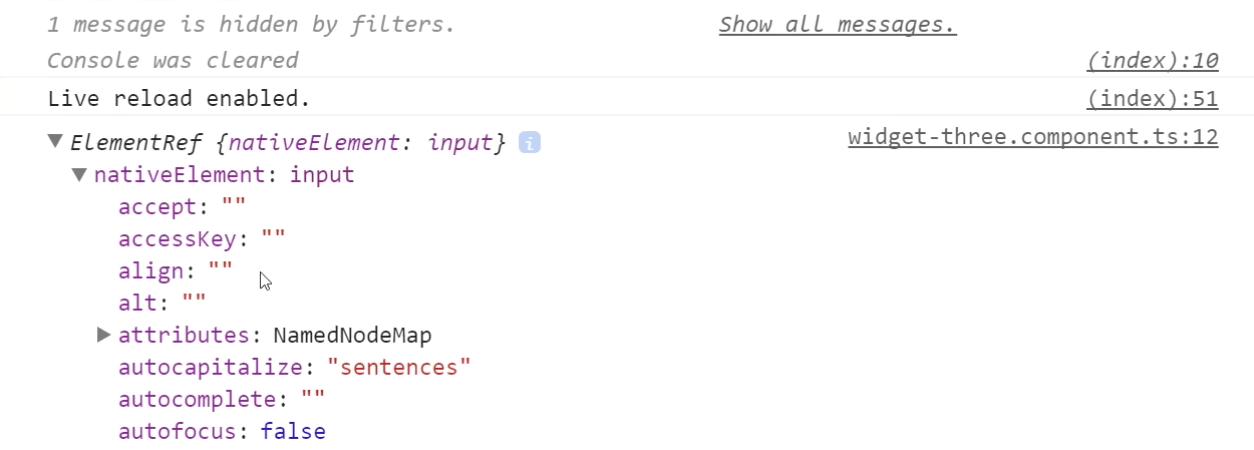 1 message is hidden by filters. Show all messages.
Console was cleared (index):10
Live reload enabled. (index):51
▼ElementRef {nativeElement: input} i widget-three.component.ts:12
▼nativeElement: input
accept: ""
accessKey: ""
align: ""
alt: ""
▶attributes: NamedNodeMap
autocapitalize: "sentences"
autocomplete: ""
autofocus: false